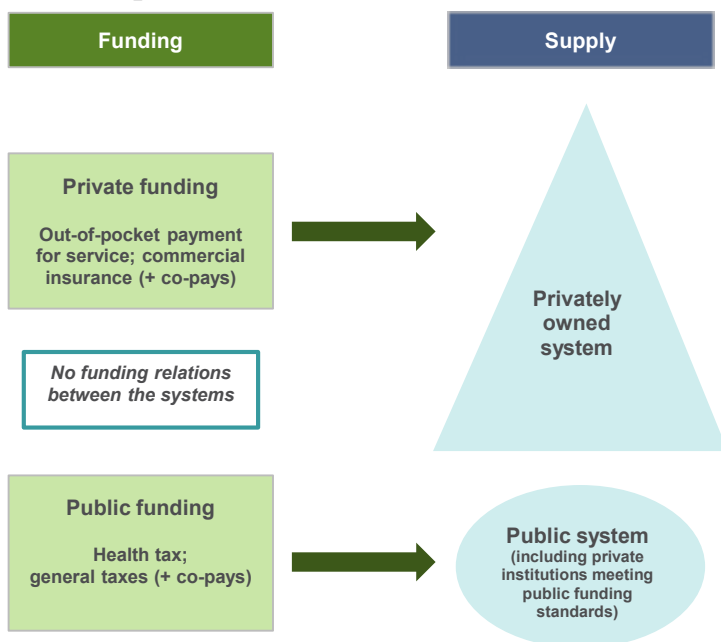 Funding
Supply
Private funding
Out-of-pocket payment
for service; commercial
insurance (+ co-pays)
Privately
owned
system
No funding relations
between the systems
Public funding
Health tax;
general taxes (+ co-pays)
Public system
(including private
institutions meeting
public funding
standards)